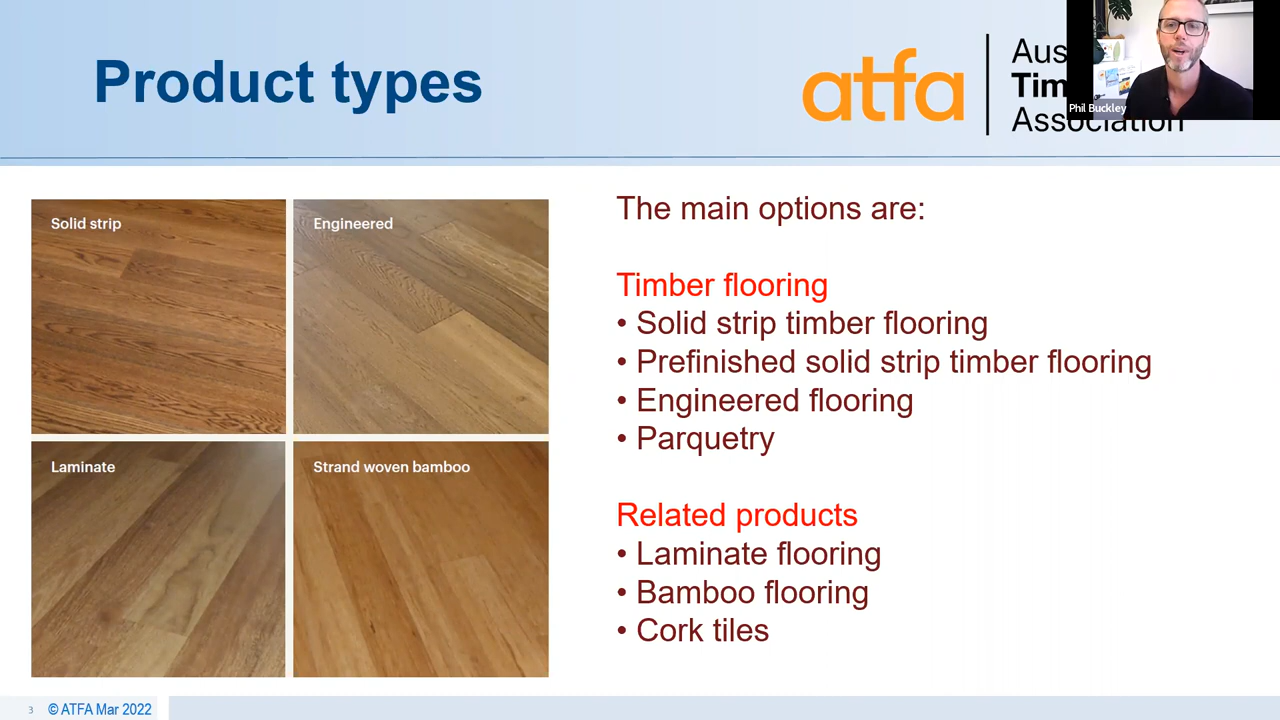 Product types
atfa
Aus
Tim
Association
Phil Buckley
Solid strip
Engineered
Laminate
Strand woven bamboo
The main options are:
Timber flooring
• Solid strip timber flooring
• Prefinished solid strip timber flooring
• Engineered flooring
• Parquetry
Related products
• Laminate flooring
• Bamboo flooring
• Cork tiles
3 © ATFA Mar 2022